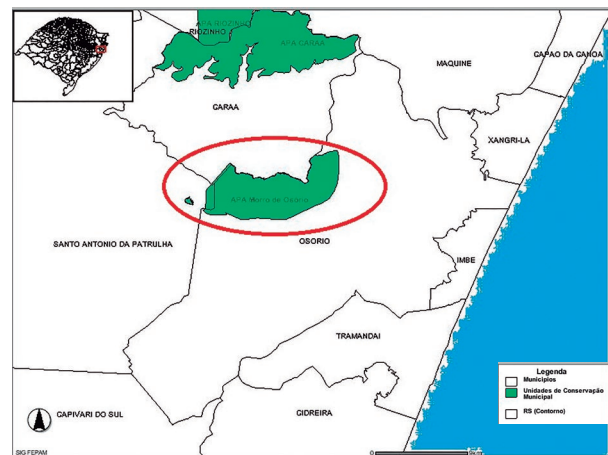 APA RIOZINHO
RIOZINHO
APA CARAA
MAQUINE
CAPAO DA CANOA
CARAA
XANGRI-LA
APA Morro de Osório
SANTO ANTONIO DA PATRULHA
OSORIO
IMBE
TRAMANDAI
CAPIVARI DO SUL
CIDREIRA
Legenda
Municípios
Unidades de Conservação
Municipal
RS (Contorno)
SIG FEPAM
0